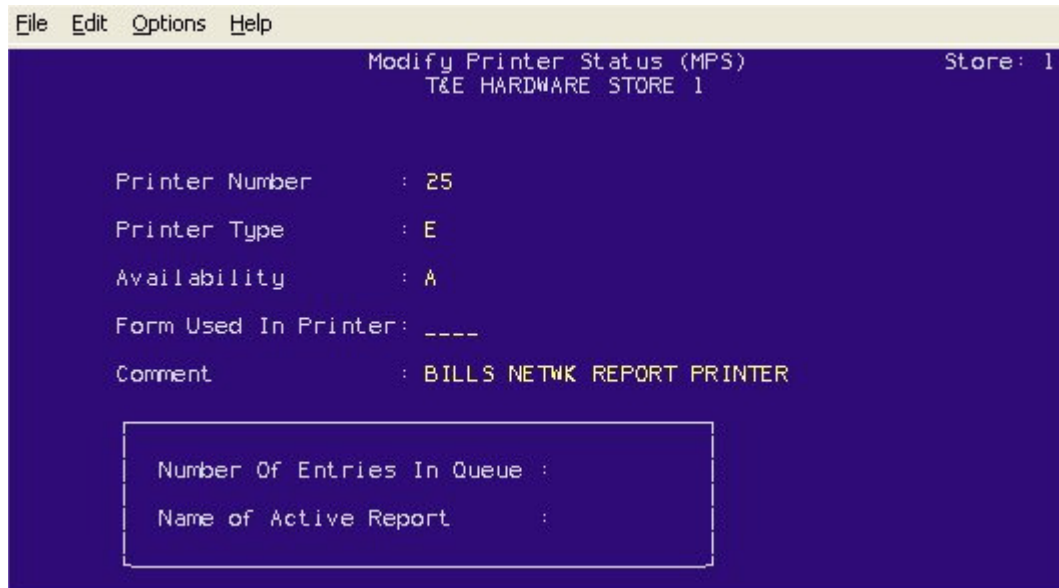 File Edit Options Help
Modify Printer Status (MPS) Store: 1
T&E HARDWARE STORE 1
Printer Number : 25
Printer Type : E
Availability : A
Form Used In Printer: ____
Comment : BILLS NETWK REPORT PRINTER
Number Of Entries In Queue :
Name of Active Report :